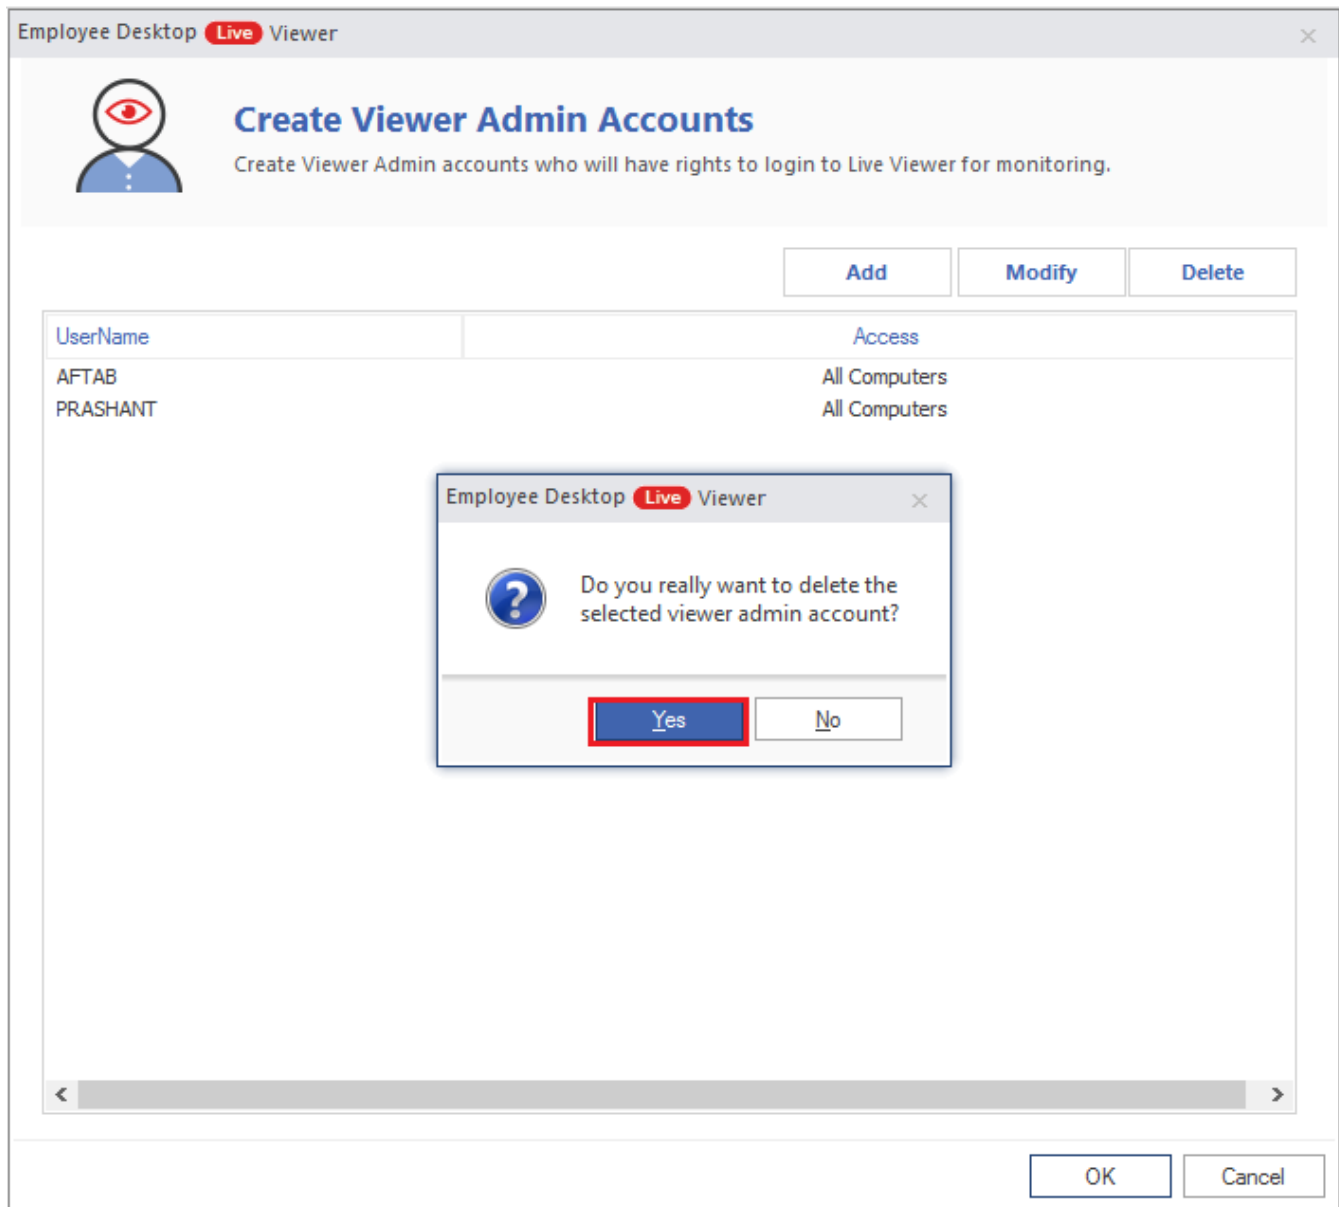 Employee Desktop Live Viewer
Create Viewer Admin Accounts
Create Viewer Admin accounts who will have rights to login to Live Viewer for monitoring.
Add Modify Delete
UserName Access
AFTAB All Computers
PRASHANT All Computers
Employee Desktop Live Viewer
Do you really want to delete the
selected viewer admin account?
Yes No
OK Cancel